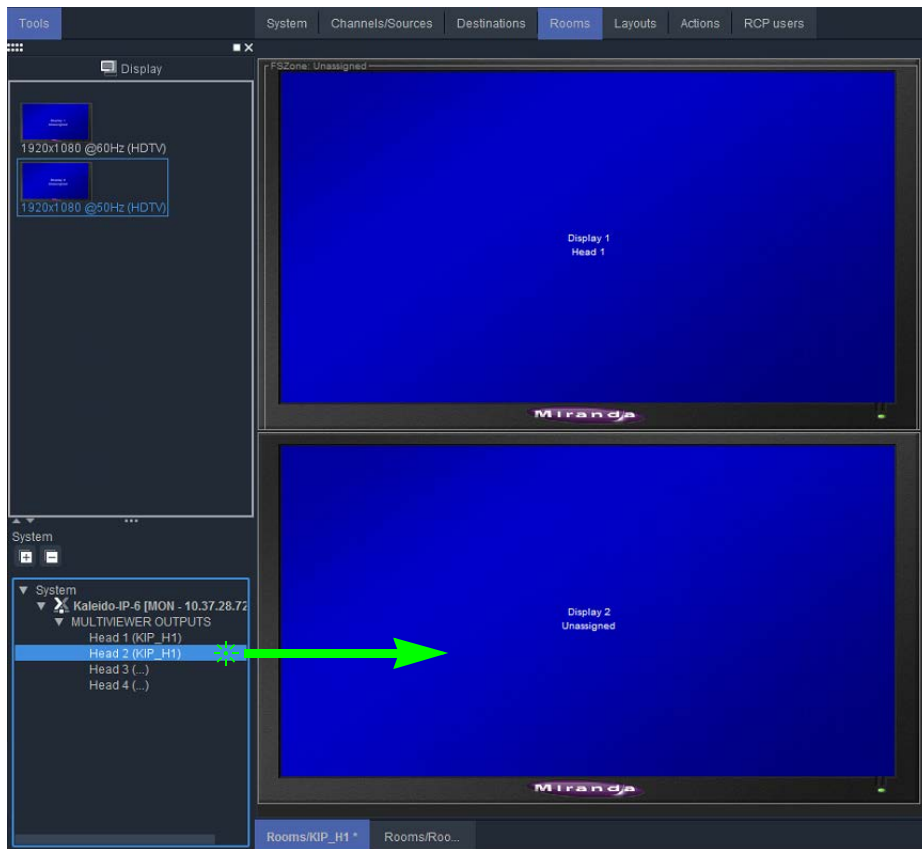 Tools
System
Channels/Sources
Destinations
Rooms
Layouts
Actions
RCP users
Display
1920x1080 @60Hz (HDTV)
1920x1080 @50Hz (HDTV)
FSZone: Unassigned
Display 1
Head 1
Miranda
Display 2
Unassigned
Miranda
System
System
Kaleido-IP-6 [MON - 10.37.28.72
MULTIVIEWER OUTPUTS
Head 1 (KIP_H1)
Head 2 (KIP_H1)
Head 3 (...)
Head 4 (...)
Rooms/KIP_H1 *
Rooms/Roo...